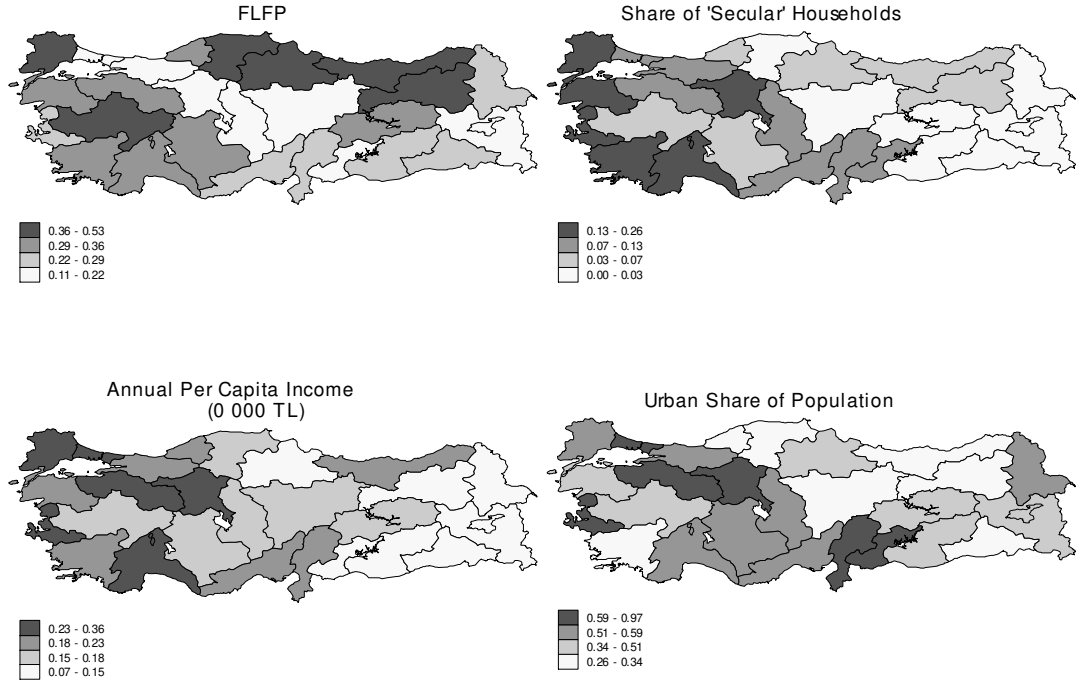 FLFP
0.36 - 0.53
0.29 - 0.36
0.22 - 0.29
0.11 - 0.22
Share of 'Secular' Households
0.13 - 0.26
0.07 - 0.13
0.03 - 0.07
0.00 - 0.03
Annual Per Capita Income
(0 000 TL)
0.23 - 0.36
0.18 - 0.23
0.15 - 0.18
0.07 - 0.15
Urban Share of Population
0.59 - 0.97
0.51 - 0.59
0.34 - 0.51
0.26 - 0.34